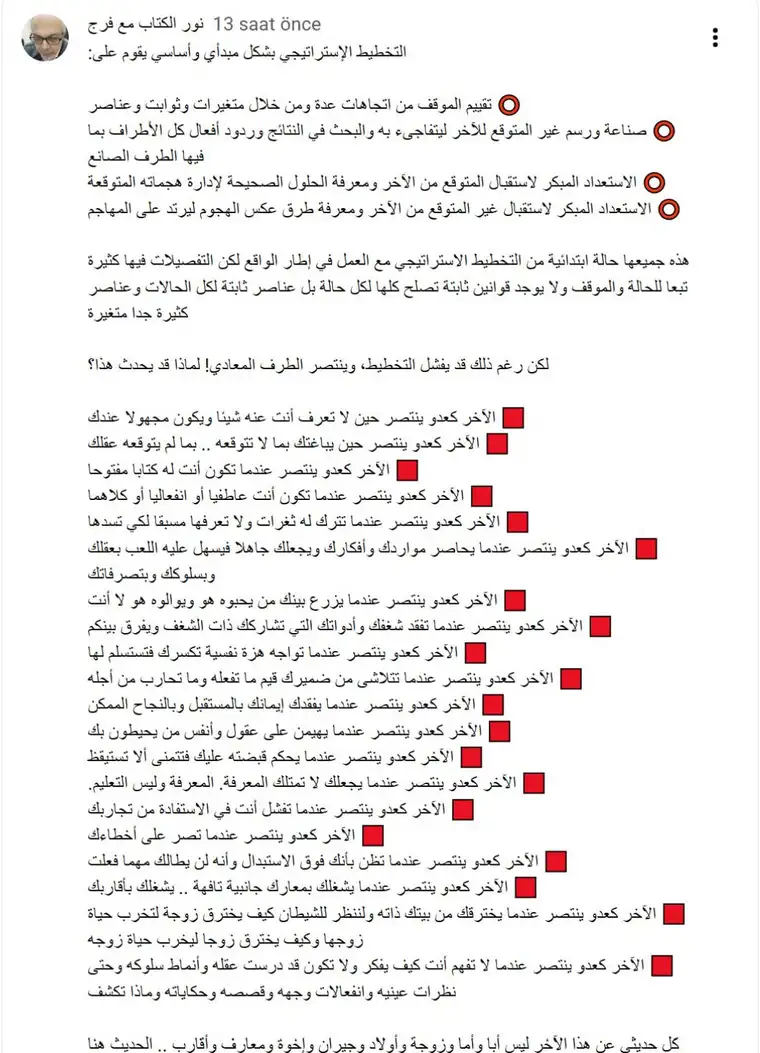 نور الكتاب مع فرج 13 saat önce
التخطيط الإستراتيجي بشكل مبدأي وأساسي يقوم على:
⭕ تقييم الموقف من اتجاهات عدة ومن خلال متغيرات وثوابت وعناصر
⭕ صناعة ورسم غير المتوقع للآخر ليتفاجىء به والبحث في النتائج وردود أفعال كل الأطراف بما
فيها الطرف الصانع
⭕ الاستعداد المبكر لاستقبال المتوقع من الآخر ومعرفة الحلول الصحيحة لإدارة هجماته المتوقعة
⭕ الاستعداد المبكر لاستقبال غير المتوقع من الآخر ومعرفة طرق عكس الهجوم ليرتد على المهاجم
هذه جميعها حالة ابتدائية من التخطيط الاستراتيجي مع العمل في إطار الواقع لكن التفصيلات فيها كثيرة
تبعا للحالة والموقف ولا يوجد قوانين ثابتة تصلح كلها لكل حالة بل عناصر ثابتة لكل الحالات وعناصر
كثيرة جدا متغيرة
لكن رغم ذلك قد يفشل التخطيط، وينتصر الطرف المعادي! لماذا قد يحدث هذا؟
🟥 الآخر كعدو ينتصر حين لا تعرف أنت عنه شيئا ويكون مجهولا عندك
🟥 الآخر كعدو ينتصر حين يباغتك بما لا تتوقعه .. بما لم يتوقعه عقلك
🟥 الآخر كعدو ينتصر عندما تكون أنت له كتابا مفتوحا
🟥 الآخر كعدو ينتصر عندما تكون أنت عاطفيا أو انفعاليا أو كلاهما
🟥 الآخر كعدو ينتصر عندما تترك له ثغرات ولا تعرفها مسبقا لكي تسدها
🟥 الآخر كعدو ينتصر عندما يحاصر مواردك وأفكارك ويجعلك جاهلا فيسهل عليه اللعب بعقلك
وبسلوكك وبتصرفاتك
🟥 الآخر كعدو ينتصر عندما يزرع بينك من يحبوه هو ويوالوه هو لا أنت
🟥 الآخر كعدو ينتصر عندما تفقد شغفك وأدواتك التي تشاركك ذات الشغف ويفرق بينكم
🟥 الآخر كعدو ينتصر عندما تواجه هزة نفسية تكسرك فتستسلم لها
🟥 الآخر كعدو ينتصر عندما تتلاشى من ضميرك قيم ما تفعله وما تحارب من أجله
🟥 الآخر كعدو ينتصر عندما يفقدك إيمانك بالمستقبل وبالنجاح الممكن
🟥 الآخر كعدو ينتصر عندما يهيمن على عقول وأنفس من يحيطون بك
🟥 الآخر كعدو ينتصر عندما يحكم قبضته عليك فتتمنى ألا تستيقظ
🟥 الآخر كعدو ينتصر عندما يجعلك لا تمتلك المعرفة. المعرفة وليس التعليم.
🟥 الآخر كعدو ينتصر عندما تفشل أنت في الاستفادة من تجاربك
🟥 الآخر كعدو ينتصر عندما تصر على أخطاءك
🟥 الآخر كعدو ينتصر عندما تظن بأنك فوق الاستبدال وأنه لن يطالك مهما فعلت
🟥 الآخر كعدو ينتصر عندما يشغلك بمعارك جانبية تافهة .. يشغلك بأقاربك
🟥 الآخر كعدو ينتصر عندما يخترقك من بيتك ذاته ولننظر للشيطان كيف يخترق زوجة لتخرب حياة
زوجها وكيف يخترق زوجا ليخرب حياة زوجه
🟥 الآخر كعدو ينتصر عندما لا تفهم أنت كيف يفكر ولا تكون قد درست عقله وأنماط سلوكه وحتى
نظرات عينيه وانفعالات وجهه وقصصه وحكاياته وماذا تكشف
كل حديثي عن هذا الآخر ليس أبا وأما وزوجة وأولاد وجيران وإخوة ومعارف وأقارب .. الحديث هنا